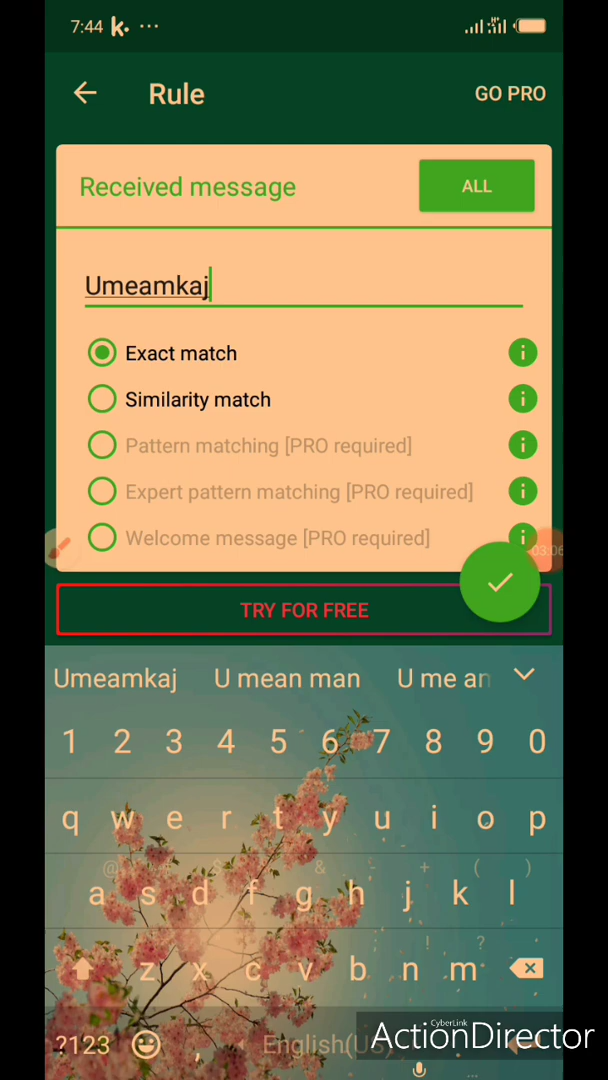 7:44 k. ...
Rule
GO PRO
Received message
ALL
Umeamkaj
Exact match
Similarity match
Pattern matching [PRO required]
Expert pattern matching [PRO required]
Welcome message [PRO required]
03:06
TRY FOR FREE
Umeamkaj U mean man U me an
1 2 3 4 5 6 7 8 9 0
q w e r t y u i o p
@ $ & - + ( )
a s d f g h j k l
! ?
z x c v b n m
?123 , English(US) .
CyberLink
ActionDirector